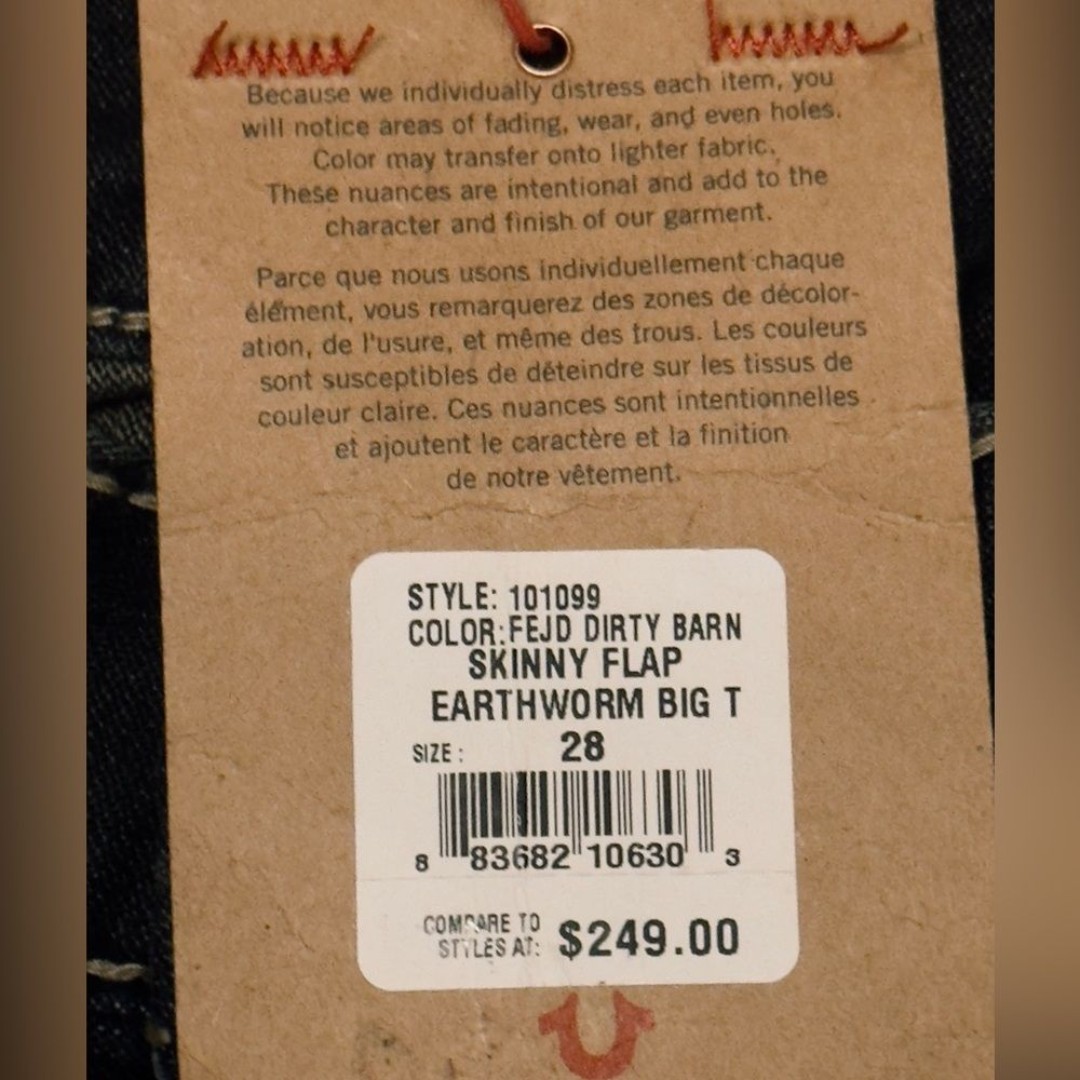 Because we individually distress each item, you
will notice areas of fading, wear, and even holes.
Color may transfer onto lighter fabric.
These nuances are intentional and add to the
character and finish of our garment.
Parce que nous usons individuellement chaque
élément, vous remarquerez des zones de décolor-
ation, de l'usure, et même des trous. Les couleurs
sont susceptibles de déteindre sur les tissus de
couleur claire. Ces nuances sont intentionnelles
et ajoutent le caractère et la finition
de notre vêtement.
STYLE: 101099
COLOR:FEJD DIRTY BARN
SKINNY FLAP
EARTHWORM BIG T
SIZE: 28
8 83682 10630 3
COMPARE TO
STYLES AT: $249.00